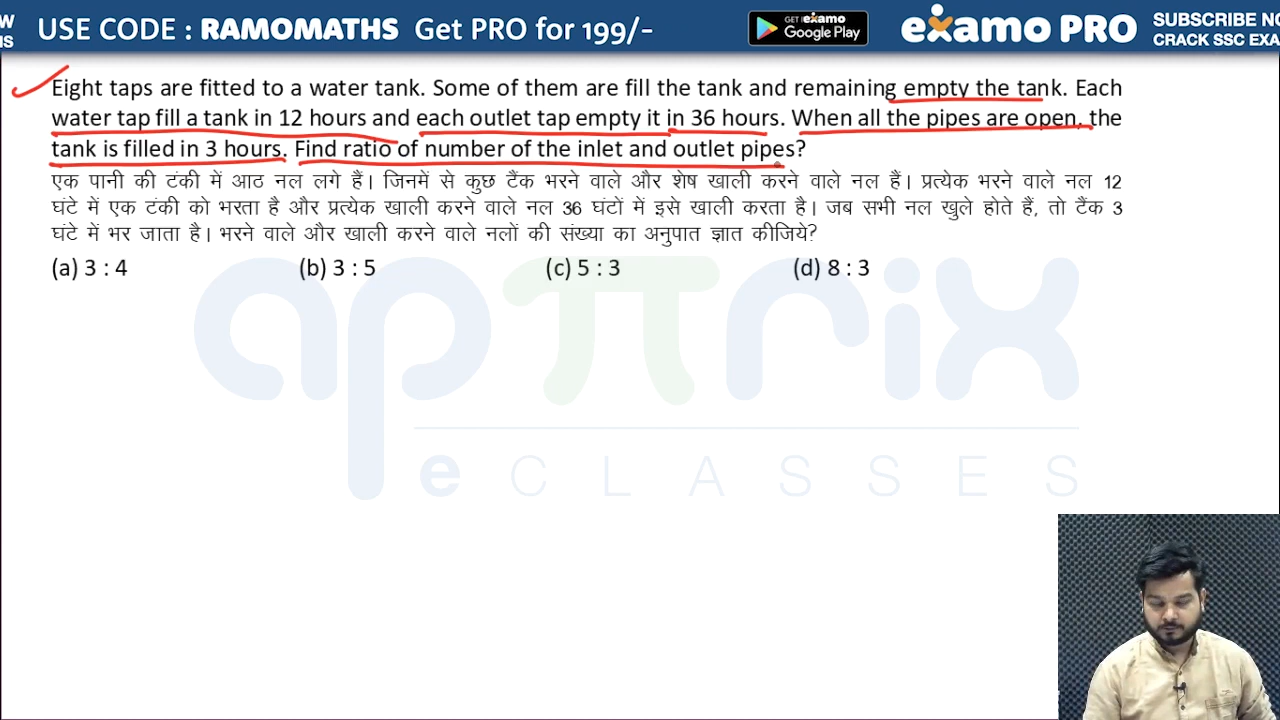 W
NS
USE CODE : RAMOMATHS Get PRO for 199/-
GET IT ON examo
Google Play
examo PRO
SUBSCRIBE NO
CRACK SSC EXA
Eight taps are fitted to a water tank. Some of them are fill the tank and remaining empty the tank. Each
water tap fill a tank in 12 hours and each outlet tap empty it in 36 hours. When all the pipes are open, the
tank is filled in 3 hours. Find ratio of number of the inlet and outlet pipes?
एक पानी की टंकी में आठ नल लगे हैं। जिनमें से कुछ टैंक भरने वाले और शेष खाली करने वाले नल हैं। प्रत्येक भरने वाले नल 12
घंटे में एक टंकी को भरता है और प्रत्येक खाली करने वाले नल 36 घंटों में इसे खाली करता है। जब सभी नल खुले होते हैं, तो टैंक 3
घंटे में भर जाता है। भरने वाले और खाली करने वाले नलों की संख्या का अनुपात ज्ञात कीजिये?
(a) 3 : 4 (b) 3 : 5 (c) 5 : 3 (d) 8 : 3
apπrix
e CLASSES